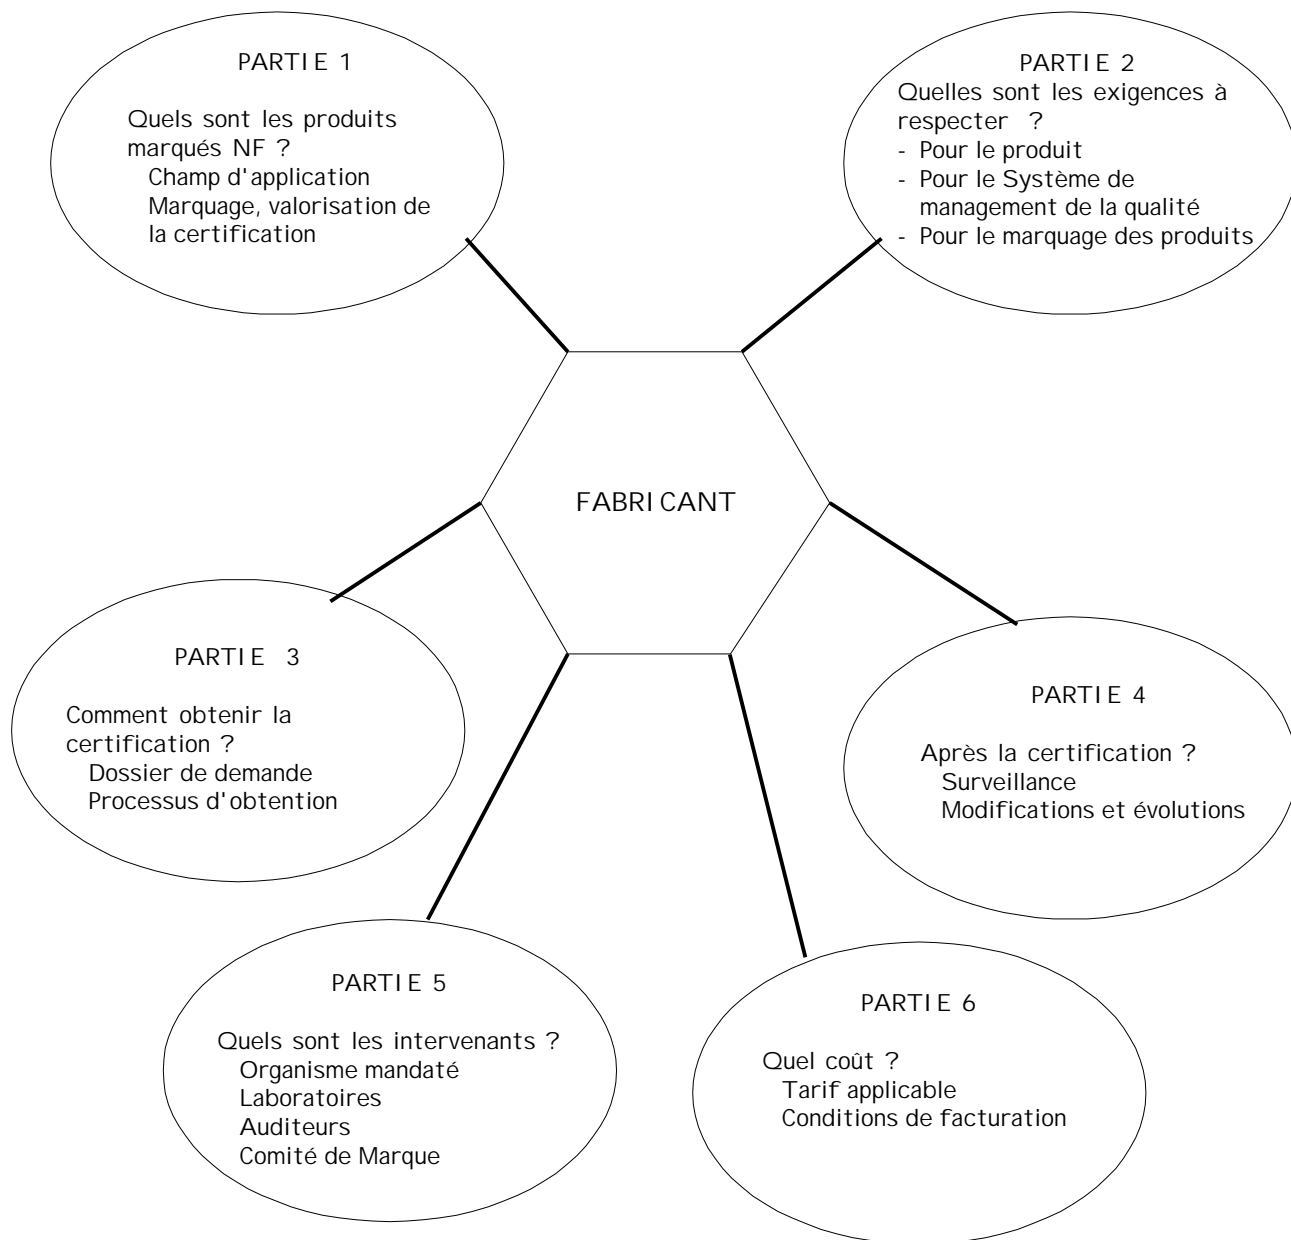 PARTIE 1
Quels sont les produits
marqués NF ?
Champ d'application
Marquage, valorisation de
la certification
PARTIE 2
Quelles sont les exigences à
respecter ?
- Pour le produit
- Pour le Système de
management de la qualité
- Pour le marquage des produits
FABRICANT
PARTIE 3
Comment obtenir la
certification ?
Dossier de demande
Processus d'obtention
PARTIE 4
Après la certification ?
Surveillance
Modifications et évolutions
PARTIE 5
Quels sont les intervenants ?
Organisme mandaté
Laboratoires
Auditeurs
Comité de Marque
PARTIE 6
Quel coût ?
Tarif applicable
Conditions de facturation